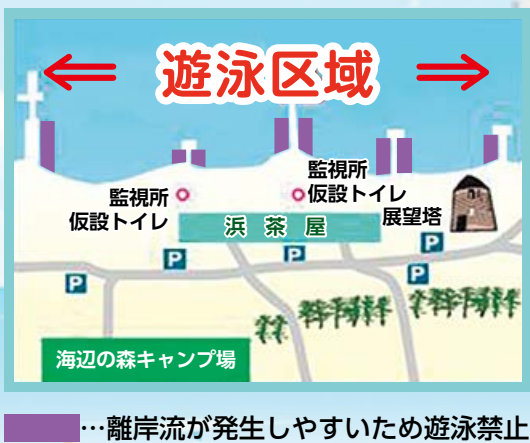 ⇐ 遊泳区域 ⇒
監視所
仮設トイレ
監視所
仮設トイレ
展望塔
浜茶屋
P
P
P
P
海辺の森キャンプ場
…離岸流が発生しやすいため遊泳禁止